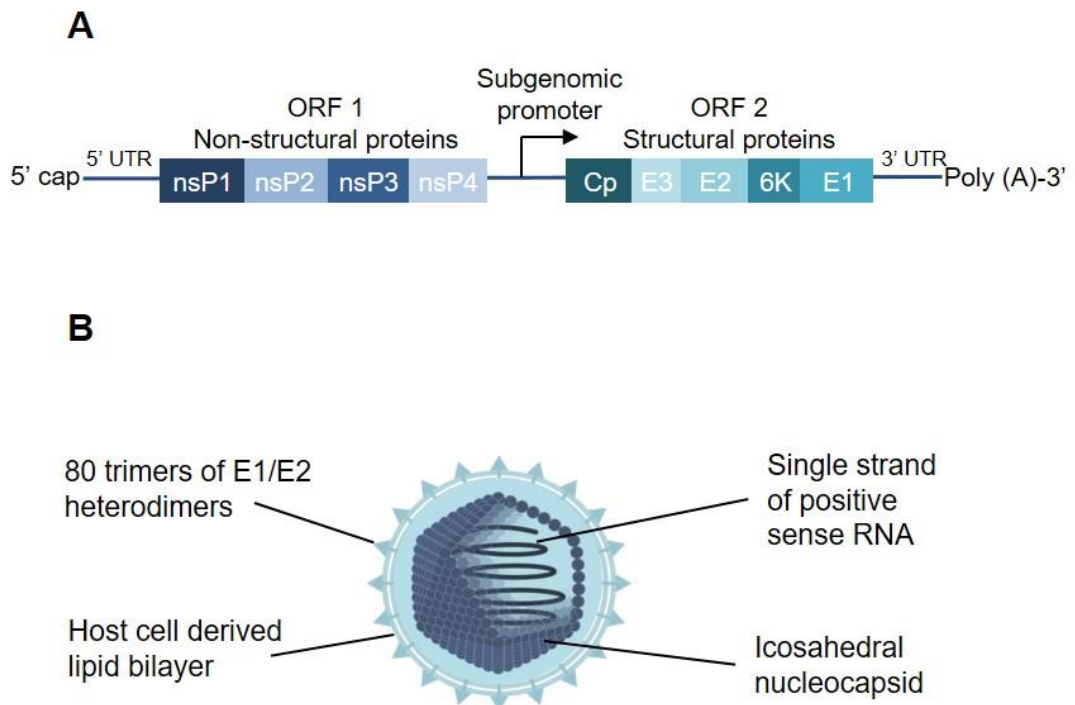 A
Subgenomic
promoter
ORF 1
Non-structural proteins
ORF 2
Structural proteins
5’ cap
5’ UTR
nsP1 nsP2 nsP3 nsP4
Cp E3 E2 6K E1
3’ UTR
Poly (A)-3’
B
80 trimers of E1/E2
heterodimers
Single strand
of positive
sense RNA
Host cell derived
lipid bilayer
Icosahedral
nucleocapsid